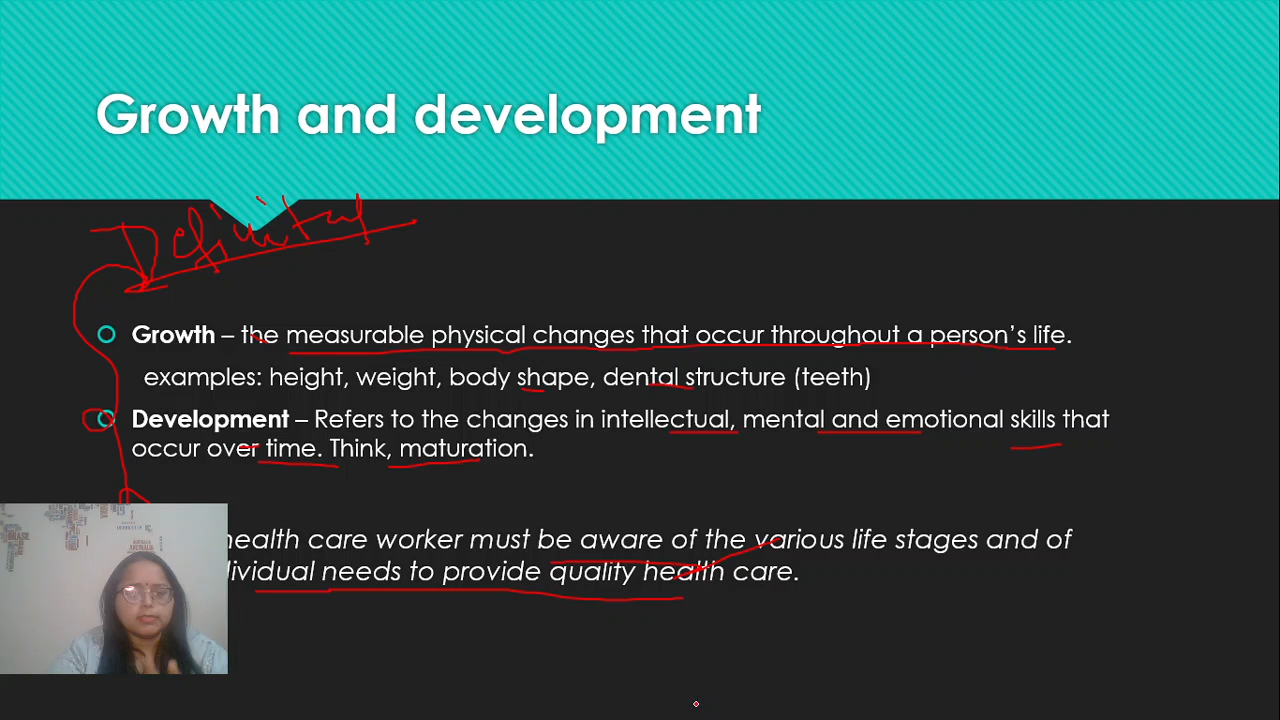 Growth and development
Growth – the measurable physical changes that occur throughout a person's life.
examples: height, weight, body shape, dental structure (teeth)
Development – Refers to the changes in intellectual, mental and emotional skills that
occur over time. Think, maturation.
health care worker must be aware of the various life stages and of
dividual needs to provide quality health care.